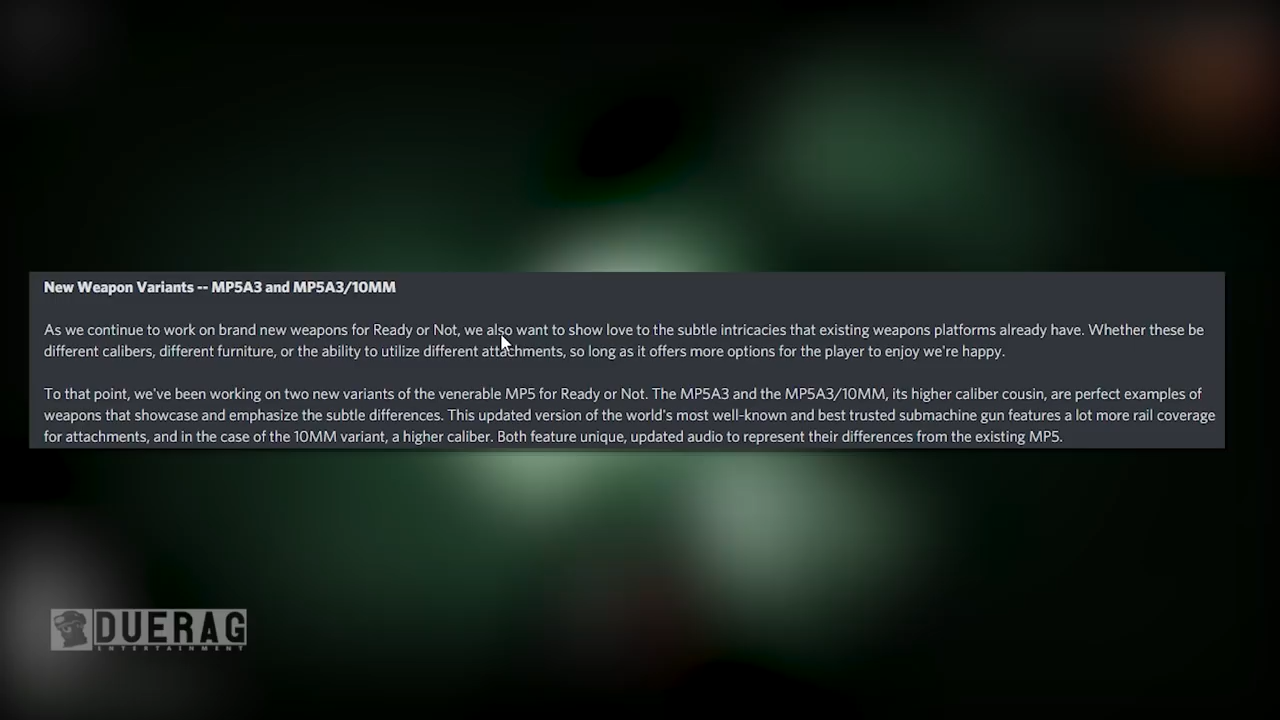 New Weapon Variants -- MP5A3 and MP5A3/10MM
As we continue to work on brand new weapons for Ready or Not, we also want to show love to the subtle intricacies that existing weapons platforms already have. Whether these be
different calibers, different furniture, or the ability to utilize different attachments, so long as it offers more options for the player to enjoy we're happy.
To that point, we've been working on two new variants of the venerable MP5 for Ready or Not. The MP5A3 and the MP5A3/10MM, its higher caliber cousin, are perfect examples of
weapons that showcase and emphasize the subtle differences. This updated version of the world's most well-known and best trusted submachine gun features a lot more rail coverage
for attachments, and in the case of the 10MM variant, a higher caliber. Both feature unique, updated audio to represent their differences from the existing MP5.
DUERAG
ENTERTAINMENT